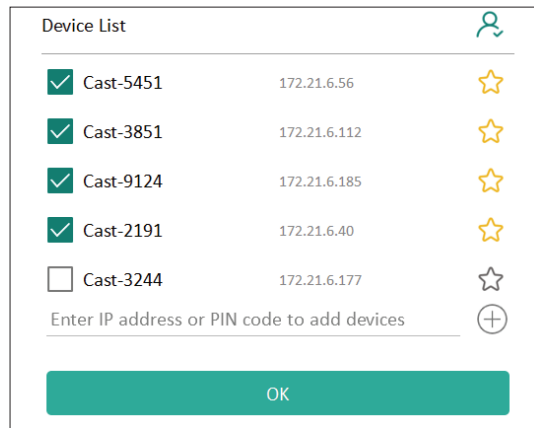 Device List
Cast-5451 172.21.6.56
Cast-3851 172.21.6.112
Cast-9124 172.21.6.185
Cast-2191 172.21.6.40
Cast-3244 172.21.6.177
Enter IP address or PIN code to add devices
OK